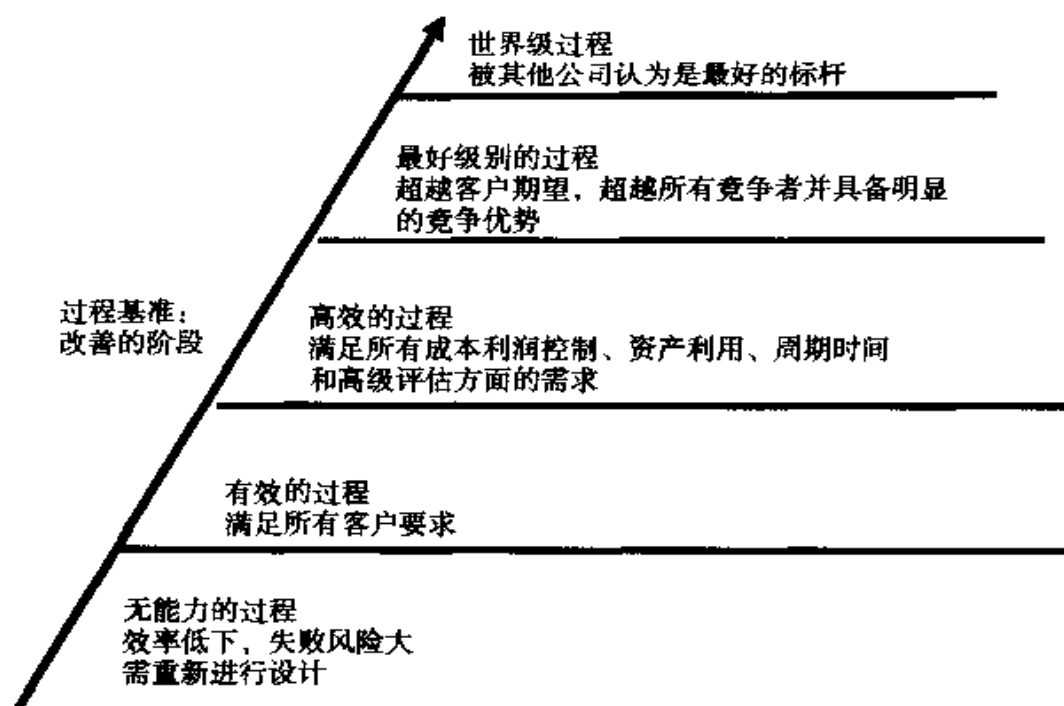 世界级过程
被其他公司认为是最好的标杆
最好级别的过程
超越客户期望，超越所有竞争者并具备明显
的竞争优势
过程基准：
改善的阶段
高效的过程
满足所有成本利润控制、资产利用、周期时间
和高级评估方面的需求
有效的过程
满足所有客户要求
无能力的过程
效率低下，失败风险大
需重新进行设计